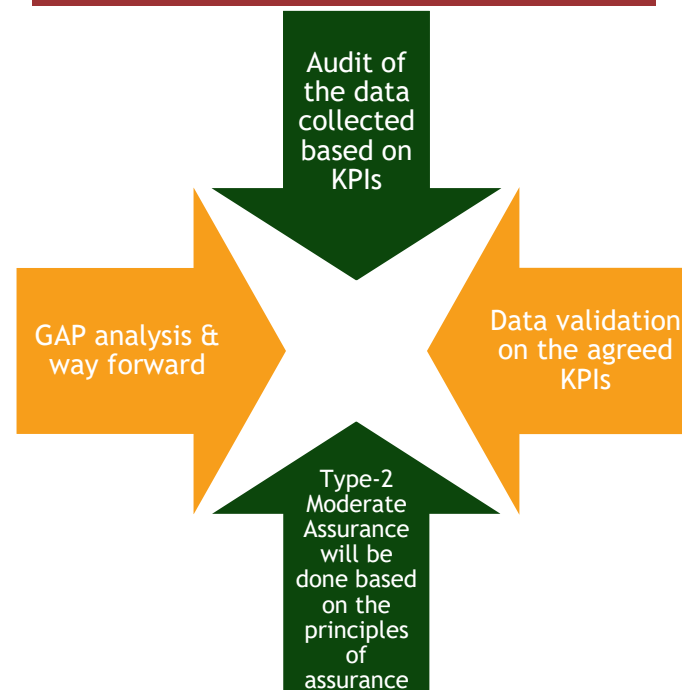 Audit of
the data
collected
based on
KPIs
GAP analysis &
way forward
Data validation
on the agreed
KPIs
Type-2
Moderate
Assurance
will be
done based
on the
principles
of
assurance